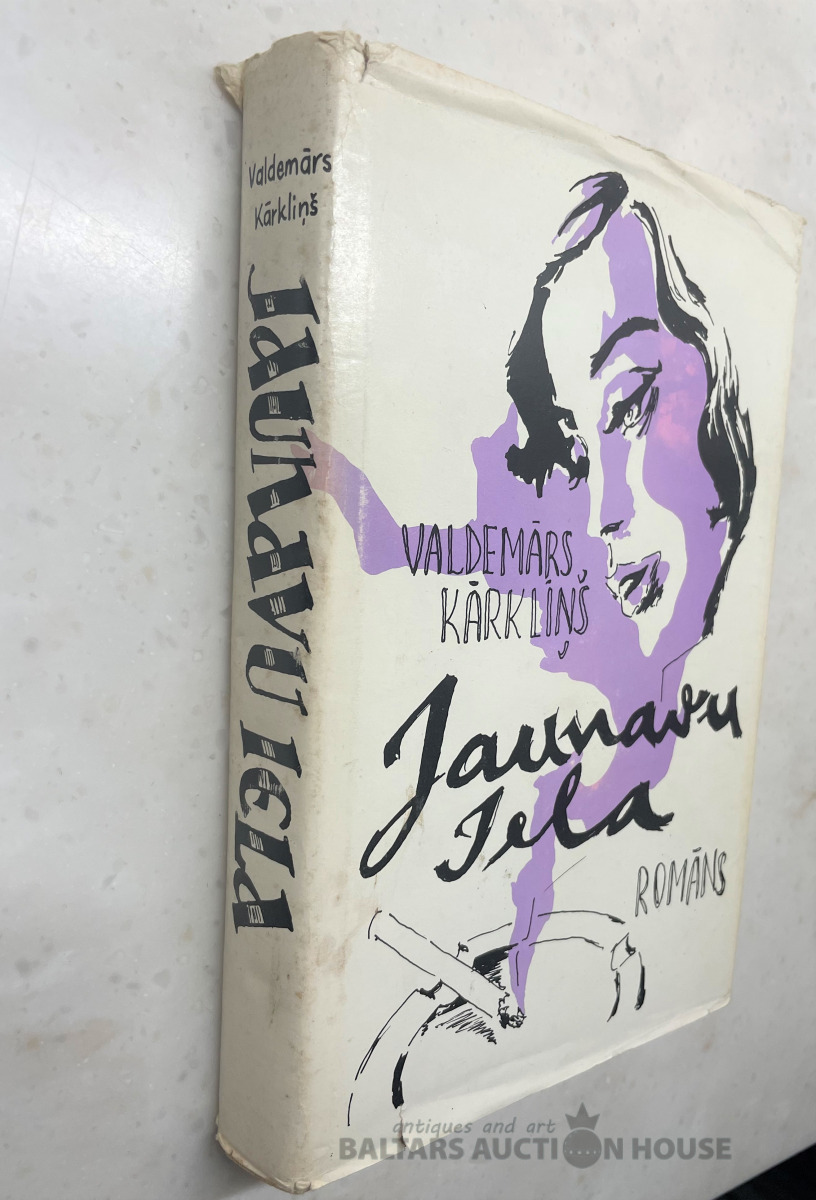 Valdemārs
Kārkliņš
JAUNAVU IELA
VALDEMĀRS
KĀRKLIŅŠ
Jaunavu
Iela
ROMĀNS
antiques and art
BALTARS AUCTION HOUSE